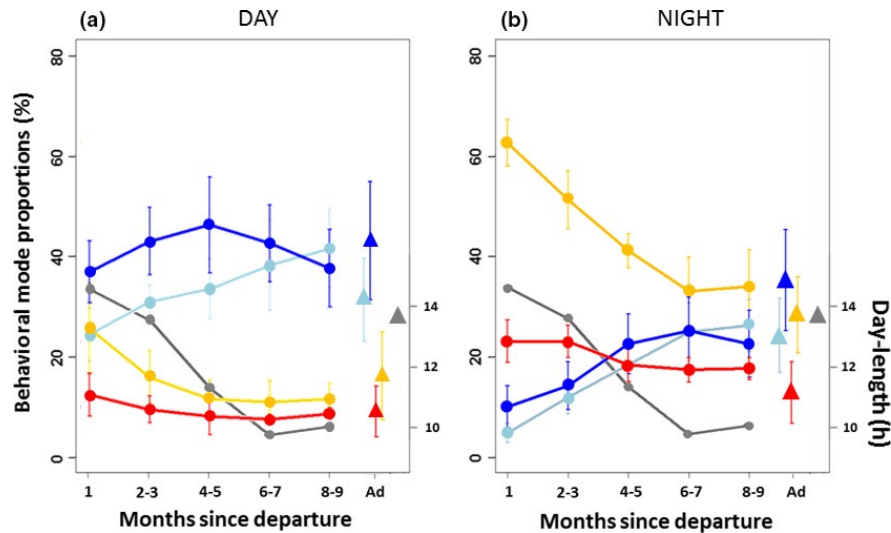 (a) DAY
(b) NIGHT
Behavioral mode proportions (%)
80
60
40
20
0
14
12
10
1 2-3 4-5 6-7 8-9 Ad
Months since departure
80
60
40
20
0
14
12
10
Day-length (h)
1 2-3 4-5 6-7 8-9 Ad
Months since departure